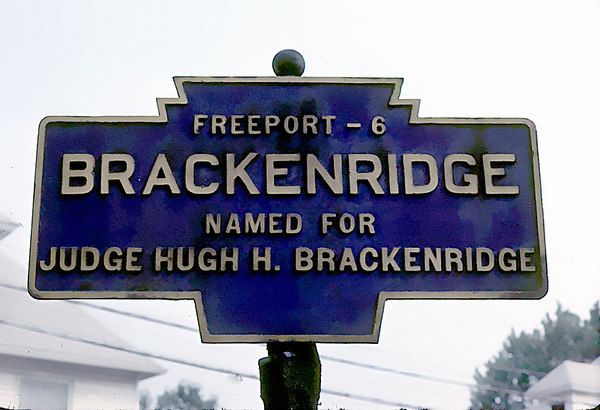 FREEPORT - 6
BRACKENRIDGE
NAMED FOR
JUDGE HUGH H. BRACKENRIDGE